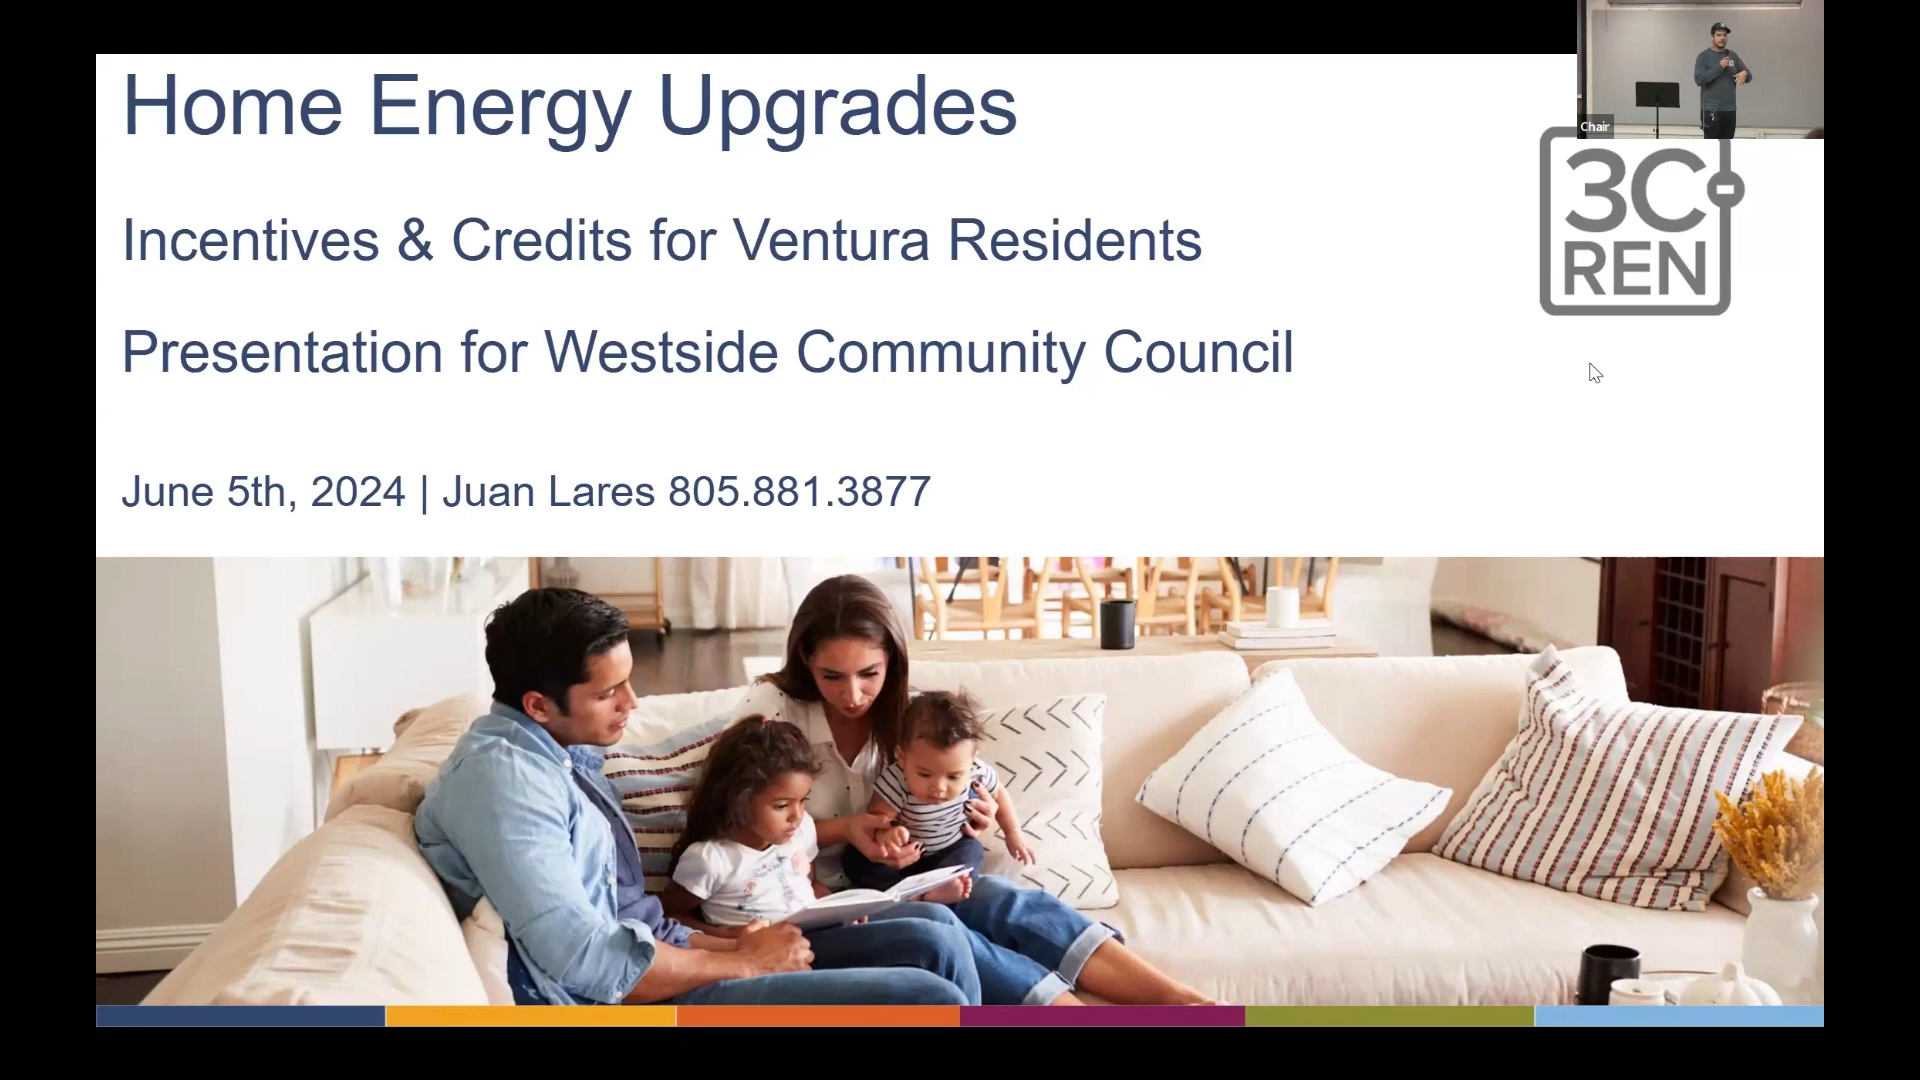 Home Energy Upgrades
Incentives & Credits for Ventura Residents
Presentation for Westside Community Council
June 5th, 2024 | Juan Lares 805.881.3877
Chair
3C
REN